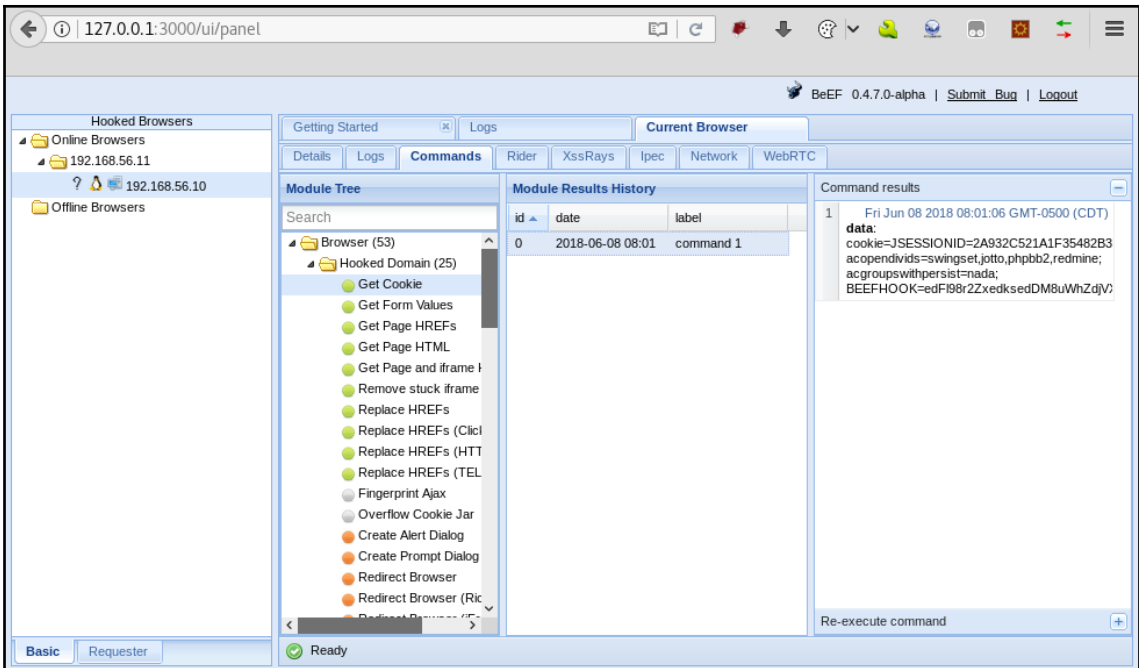 127.0.0.1:3000/ui/panel
BeEF 0.4.7.0-alpha | Submit Bug | Logout
Hooked Browsers
Online Browsers
192.168.56.11
? 192.168.56.10
Offline Browsers
Basic Requester
Getting Started Logs Current Browser
Details Logs Commands Rider XssRays Ipec Network WebRTC
Module Tree
Search
Browser (53)
Hooked Domain (25)
Get Cookie
Get Form Values
Get Page HREFs
Get Page HTML
Get Page and iframe
Remove stuck iframe
Replace HREFs
Replace HREFs (Clicl
Replace HREFs (HTT
Replace HREFs (TEL
Fingerprint Ajax
Overflow Cookie Jar
Create Alert Dialog
Create Prompt Dialog
Redirect Browser
Redirect Browser (Ric
Module Results History
id date label
0 2018-06-08 08:01 command 1
Command results
1 Fri Jun 08 2018 08:01:06 GMT-0500 (CDT)
data:
cookie=JSESSIONID=2A932C521A1F35482B3
acopendivids=swingset,jotto,phpbb2,redmine;
acgroupswithpersist=nada;
Re-execute command
Ready